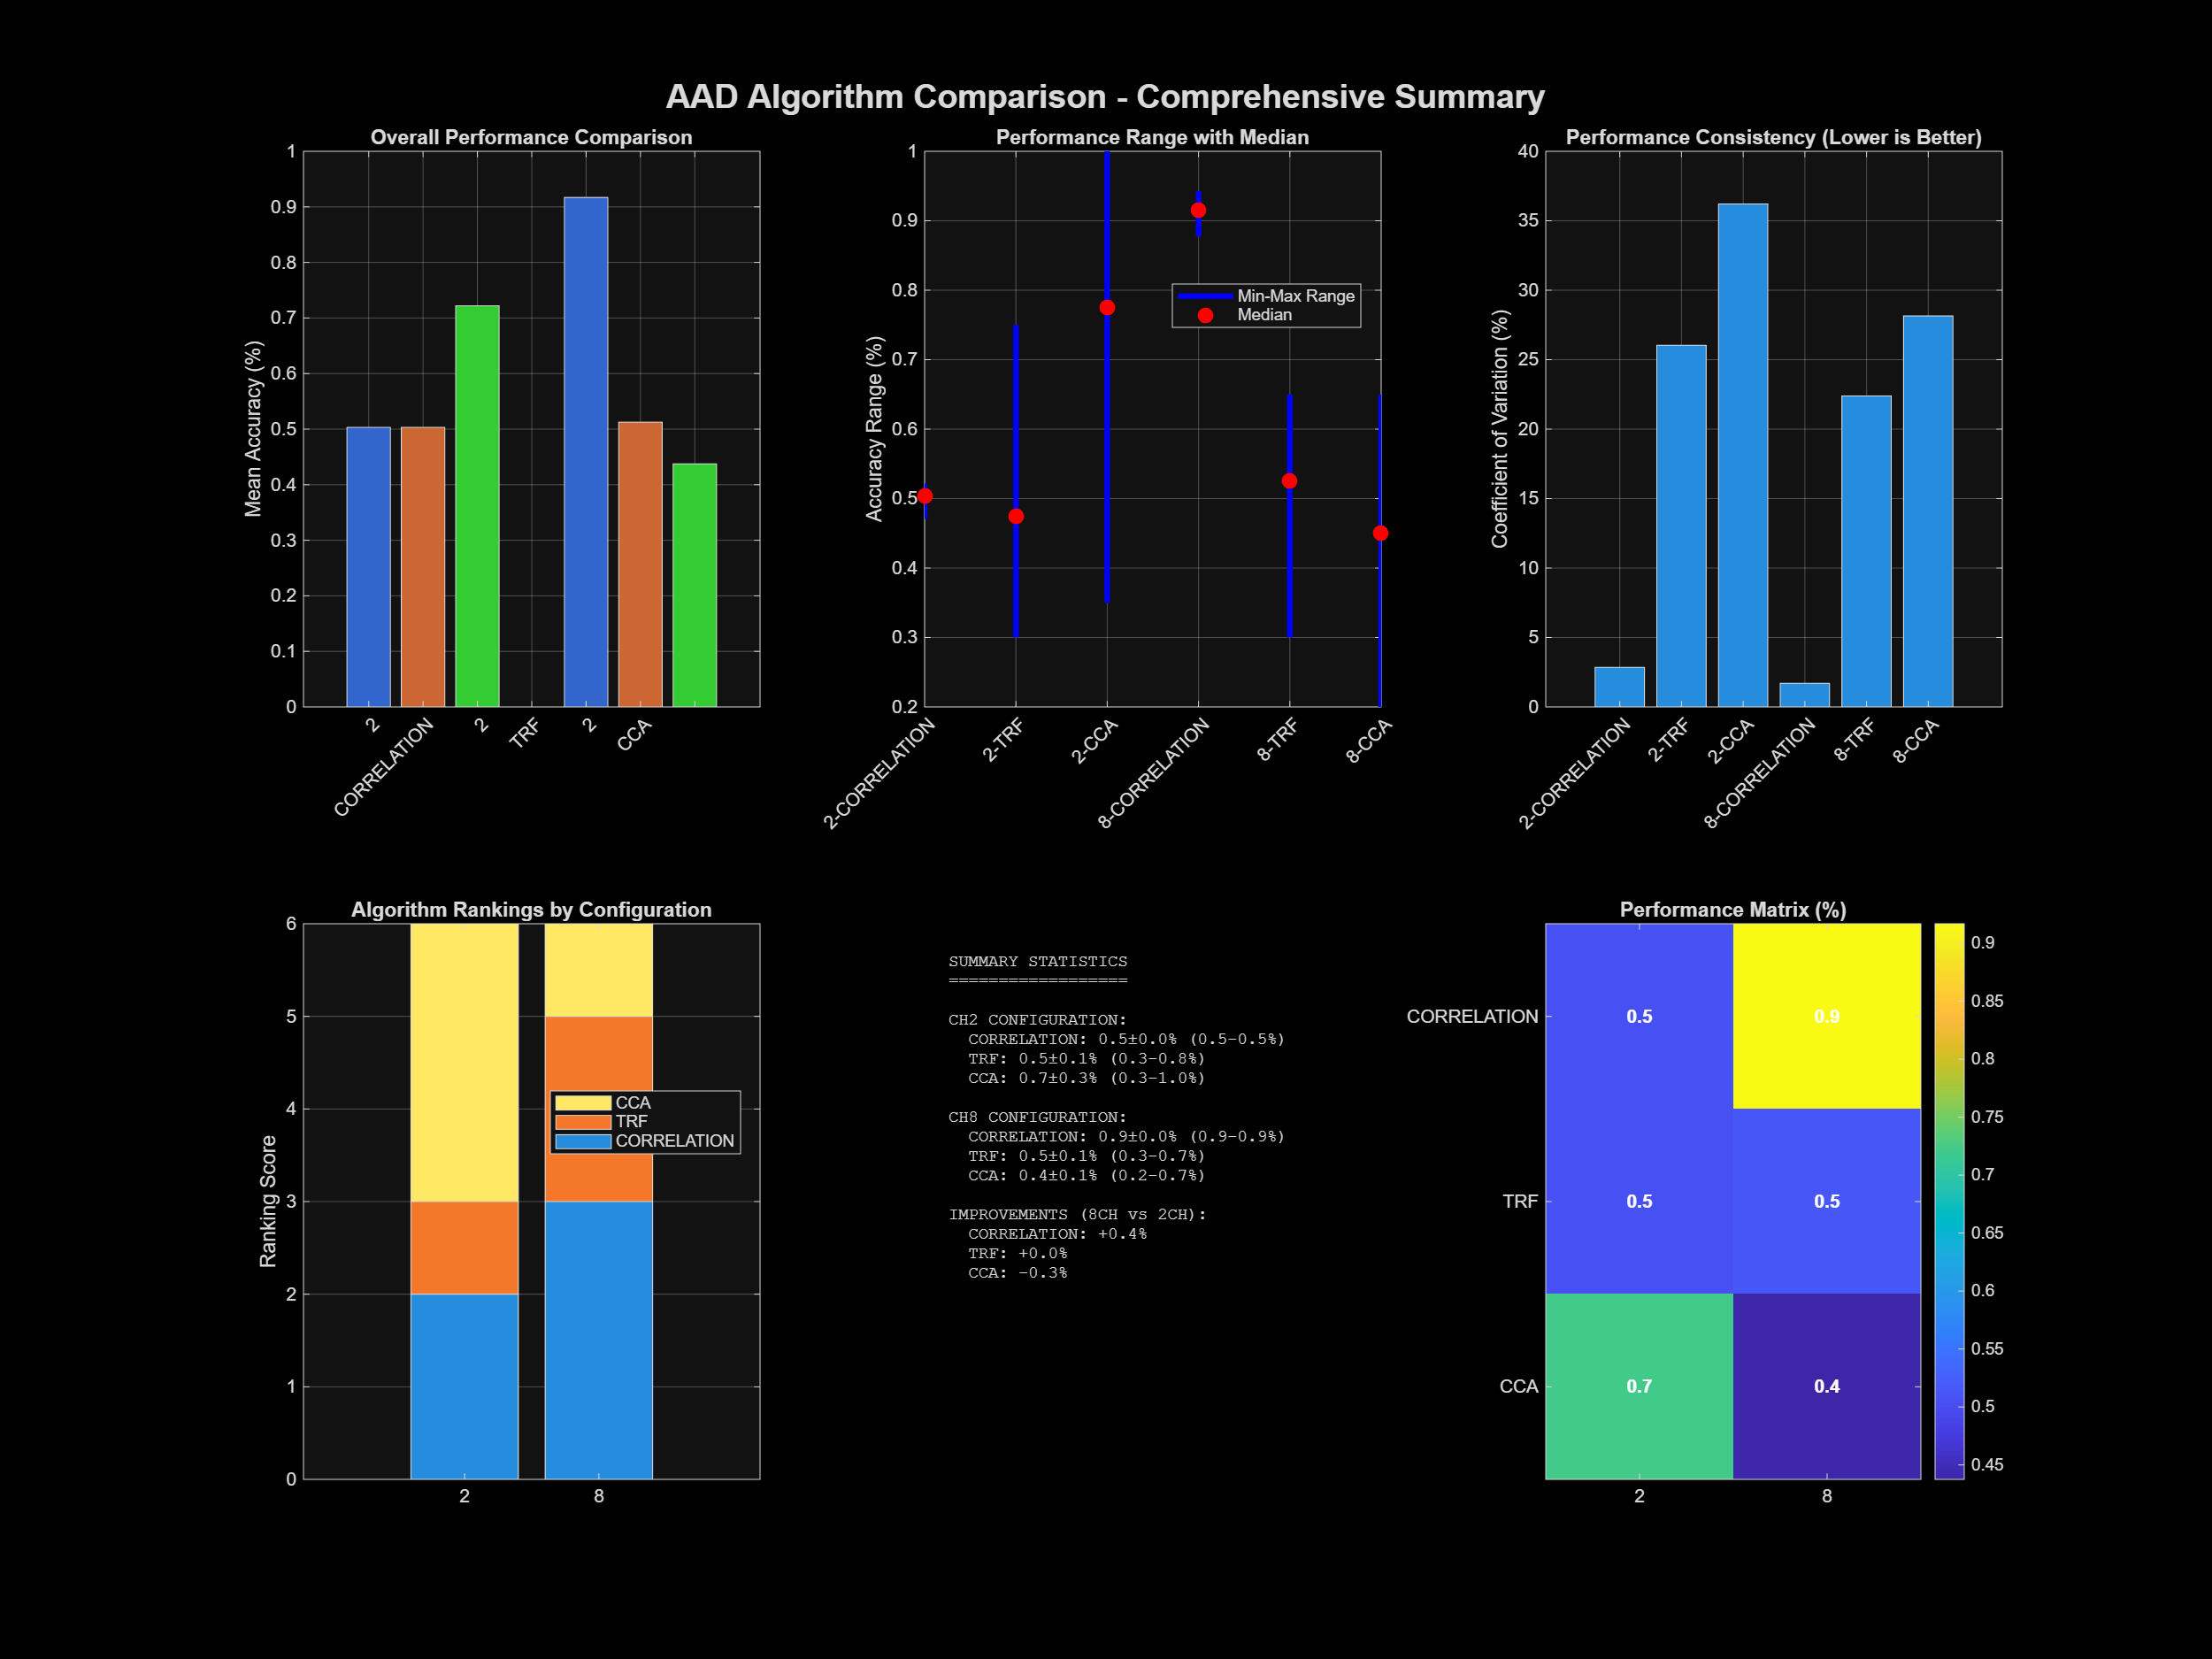 AAD Algorithm Comparison - Comprehensive Summary
Overall Performance Comparison
Mean Accuracy (%)
1
0.9
0.8
0.7
0.6
0.5
0.4
0.3
0.2
0.1
0
2
CORRELATION
2
TRF
2
CCA
Performance Range with Median
Accuracy Range (%)
1
0.9
0.8
0.7
0.6
0.5
0.4
0.3
0.2
Min-Max Range
Median
2-CORRELATION
2-TRF
2-CCA
8-CORRELATION
8-TRF
8-CCA
Performance Consistency (Lower is Better)
Coefficient of Variation (%)
40
35
30
25
20
15
10
5
0
2-CORRELATION
2-TRF
2-CCA
8-CORRELATION
8-TRF
8-CCA
Algorithm Rankings by Configuration
Ranking Score
6
5
4
3
2
1
0
CCA
TRF
CORRELATION
2
8
SUMMARY STATISTICS
==================
CH2 CONFIGURATION:
CORRELATION: 0.5±0.0% (0.5-0.5%)
TRF: 0.5±0.1% (0.3-0.8%)
CCA: 0.7±0.3% (0.3-1.0%)
CH8 CONFIGURATION:
CORRELATION: 0.9±0.0% (0.9-0.9%)
TRF: 0.5±0.1% (0.3-0.7%)
CCA: 0.4±0.1% (0.2-0.7%)
IMPROVEMENTS (8CH vs 2CH):
CORRELATION: +0.4%
TRF: +0.0%
CCA: -0.3%
Performance Matrix (%)
CORRELATION
0.5
0.9
TRF
0.5
0.5
CCA
0.7
0.4
2
8
0.9
0.85
0.8
0.75
0.7
0.65
0.6
0.55
0.5
0.45